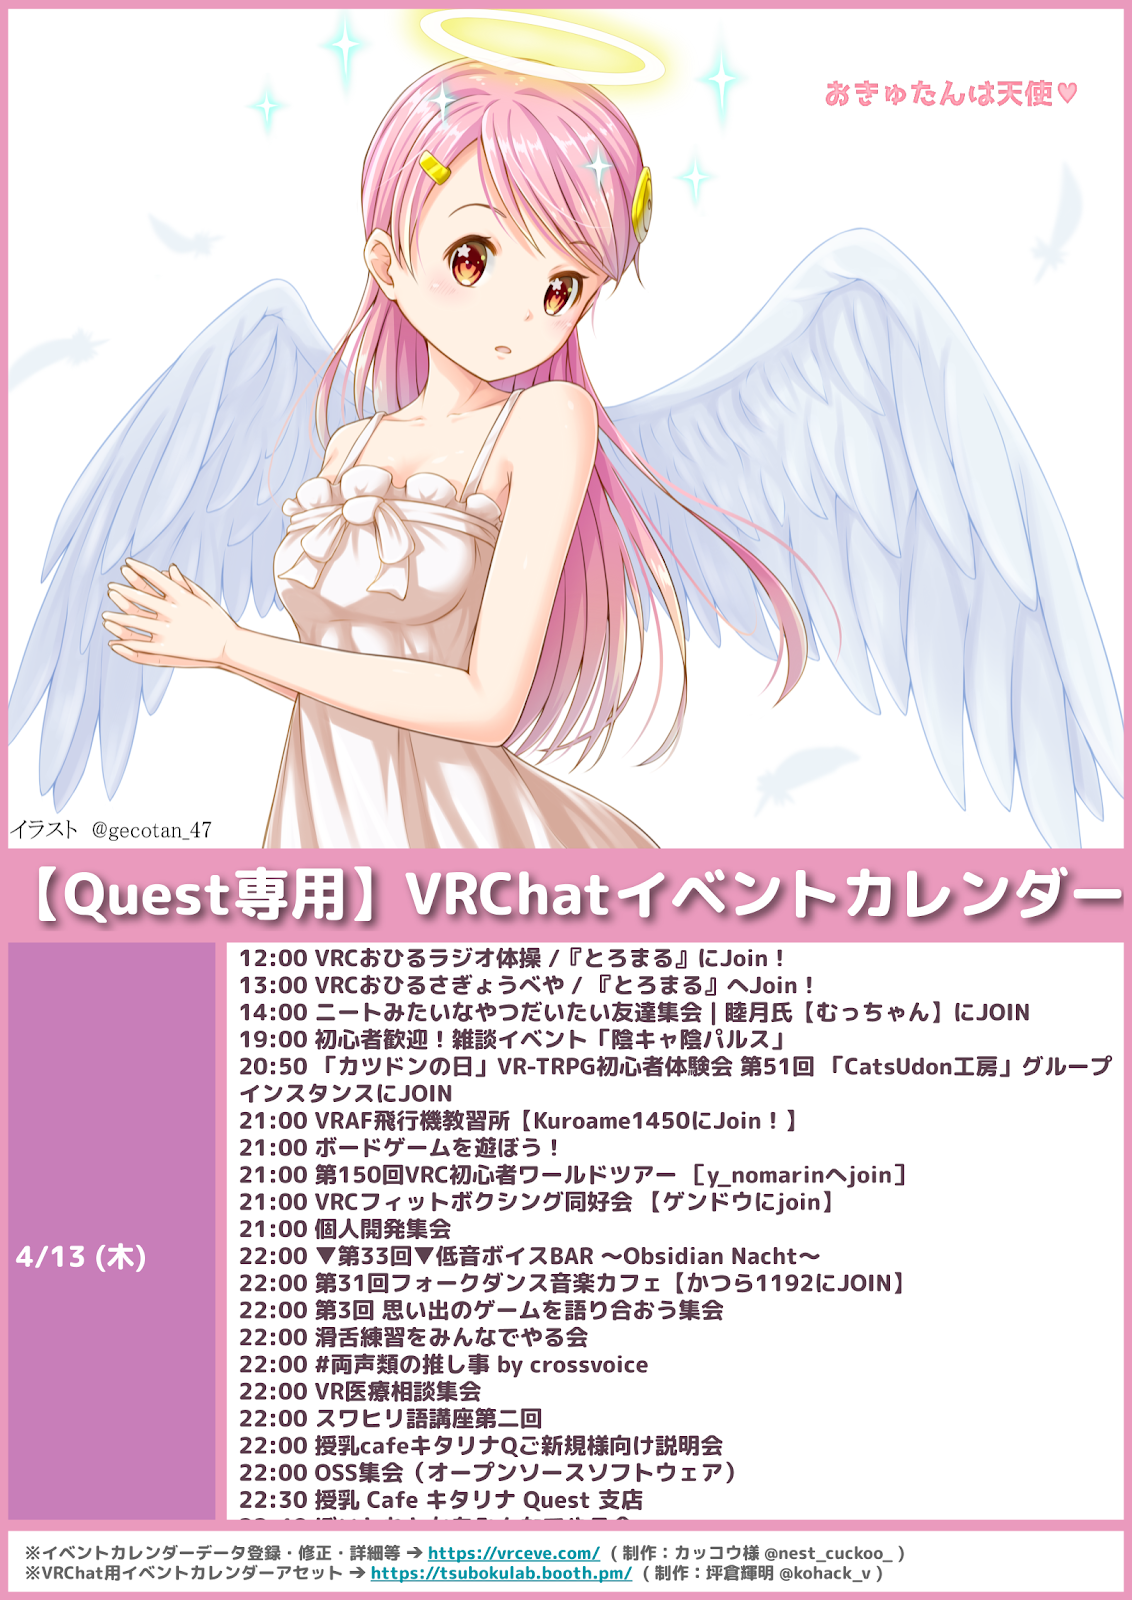 おきゅたんは天使♥
イラスト @gecotan_47
【Quest専用】VRChatイベントカレンダー
4/13 (木)
12:00 VRCおひるラジオ体操 /『とろまる』にJoin！
13:00 VRCおひるさぎょうべや / 『とろまる』へJoin！
14:00 ニートみたいなやつだいたい友達集会 | 睦月氏【むっちゃん】にJOIN
19:00 初心者歓迎！雑談イベント「陰キャ陰パルス」
20:50 「カツドンの日」VR-TRPG初心者体験会 第51回 「CatsUdon工房」グループ
インスタンスにJOIN
21:00 VRAF飛行機教習所【Kuroame1450にJoin！】
21:00 ボードゲームを遊ぼう！
21:00 第150回VRC初心者ワールドツアー ［y_nomarinへjoin］
21:00 VRCフィットボクシング同好会 【ゲンドウにjoin】
21:00 個人開発集会
22:00 ▼第33回▼低音ボイスBAR ～Obsidian Nacht～
22:00 第31回フォークダンス音楽カフェ【かつら1192にJOIN】
22:00 第3回 思い出のゲームを語り合おう集会
22:00 滑舌練習をみんなでやる会
22:00 #両声類の推し事 by crossvoice
22:00 VR医療相談集会
22:00 スワヒリ語講座第二回
22:00 授乳cafeキタリナQご新規様向け説明会
22:00 OSS集会（オープンソースソフトウェア）
22:30 授乳 Cafe キタリナ Quest 支店
※イベントカレンダーデータ登録・修正・詳細等 ➔ https://vrceve.com/ ( 制作：カッコウ様 @nest_cuckoo_ )
※VRChat用イベントカレンダーアセット ➔ https://tsubokulab.booth.pm/ ( 制作：坪倉輝明 @kohack_v )